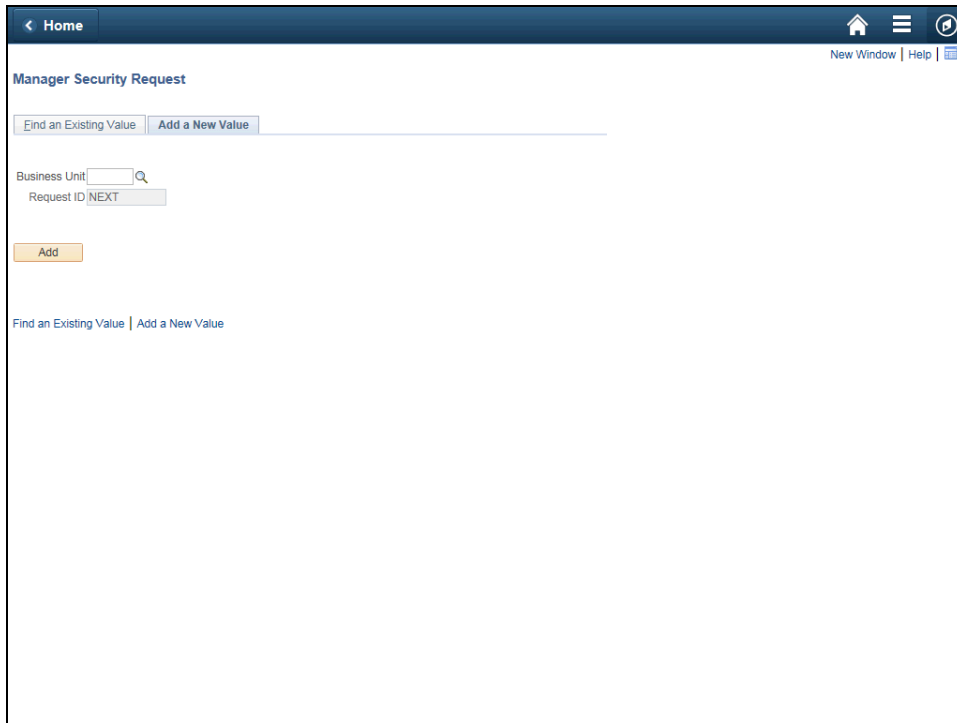 Home
New Window | Help |
Manager Security Request
Find an Existing Value Add a New Value
Business Unit
Request ID NEXT
Add
Find an Existing Value | Add a New Value